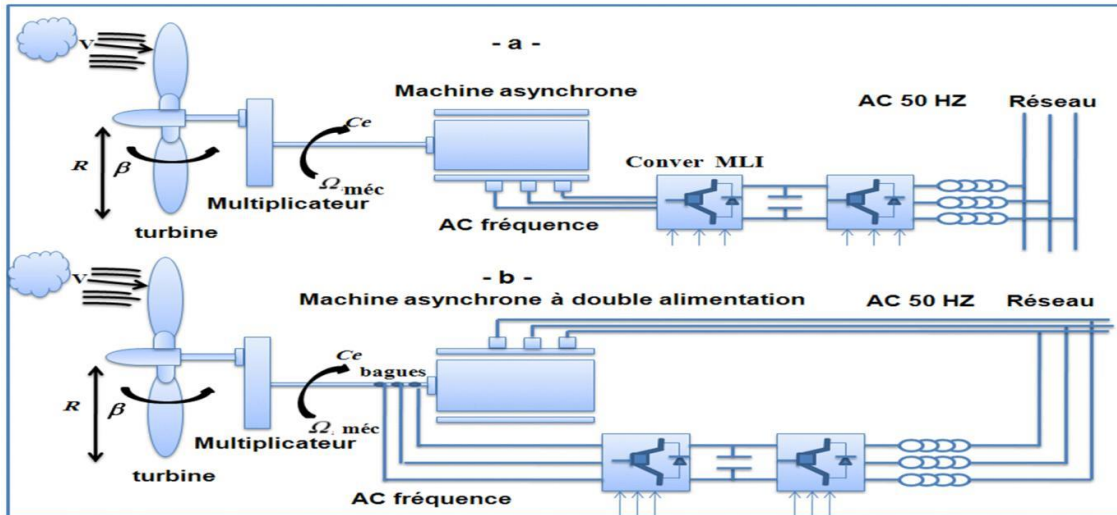 - a -
V
Machine asynchrone
AC 50 HZ
Réseau
Ce
R
β
Conver MLI
Ω méc
Multiplicateur
AC fréquence
turbine
- b -
V
Machine asynchrone à double alimentation
AC 50 HZ
Réseau
Ce
bagues
R
β
Ω méc
Multiplicateur
turbine
AC fréquence